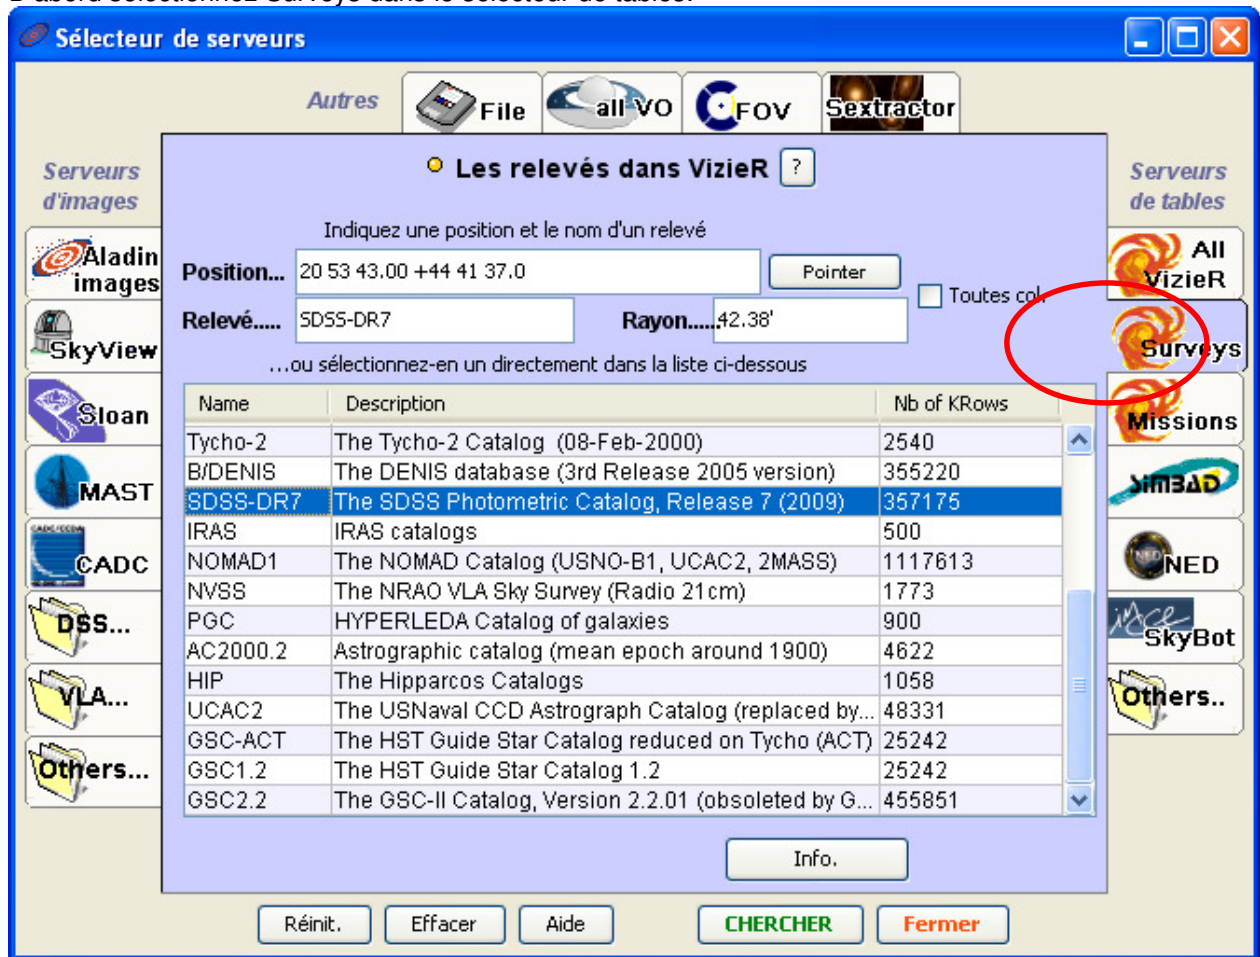 D'abord sélectionnez Surveys dans le sélecteur de tables.
Sélecteur de serveurs
Autres
File
all VO
FOV
Sextractor
Serveurs
d'images
Aladin
images
SkyView
Sloan
MAST
CADC
DSS...
VLA...
Others...
Les relevés dans VizieR ?
Indiquez une position et le nom d'un relevé
Position... 20 53 43.00 +44 41 37.0 Pointer
Toutes col.
Relevé..... SDSS-DR7 Rayon......42.38'
...ou sélectionnez-en un directement dans la liste ci-dessous
Name Description Nb of KRows
Tycho-2 The Tycho-2 Catalog (08-Feb-2000) 2540
B/DENIS The DENIS database (3rd Release 2005 version) 355220
SDSS-DR7 The SDSS Photometric Catalog, Release 7 (2009) 357175
IRAS IRAS catalogs 500
NOMAD1 The NOMAD Catalog (USNO-B1, UCAC2, 2MASS) 1117613
NVSS The NRAO VLA Sky Survey (Radio 21cm) 1773
PGC HYPERLEDA Catalog of galaxies 900
AC2000.2 Astrographic catalog (mean epoch around 1900) 4622
HIP The Hipparcos Catalogs 1058
UCAC2 The USNaval CCD Astrograph Catalog (replaced by... 48331
GSC-ACT The HST Guide Star Catalog reduced on Tycho (ACT) 25242
GSC1.2 The HST Guide Star Catalog 1.2 25242
GSC2.2 The GSC-II Catalog, Version 2.2.01 (obsoleted by G... 455851
Info.
Serveurs
de tables
All
VizieR
Surveys
Missions
SIMBAD
NED
SkyBot
Others..
Réinit. Effacer Aide CHERCHER Fermer